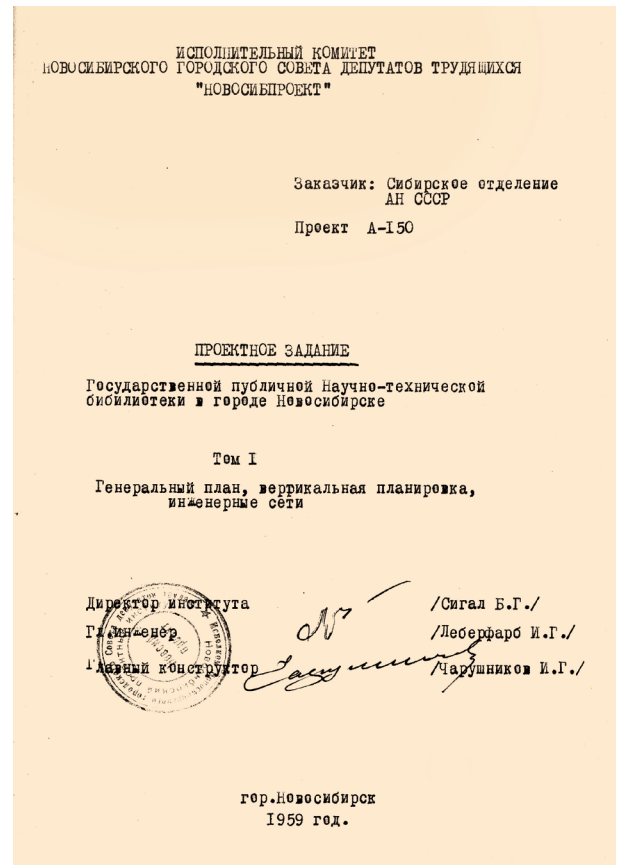 ИСПОЛНИТЕЛЬНЫЙ КОМИТЕТ
НОВОСИБИРСКОГО ГОРОДСКОГО СОВЕТА ДЕПУТАТОВ ТРУДЯЩИХСЯ
"НОВОСИБПРОЕКТ"
Заказчик: Сибирское отделение
АН СССР
Проект А-I50
ПРОЕКТНОЕ ЗАДАНИЕ
Государственной публичной Научно-технической
бибилиотеки в городе Новосибирске
Том I
Генеральный план, вертикальная планировка,
инженерные сети
Директор института /Сигал Б.Г./
Гл.инженер /Леберфарб И.Г./
Главный конструктор /Чарушников И.Г./
гор.Новосибирск
I959 год.